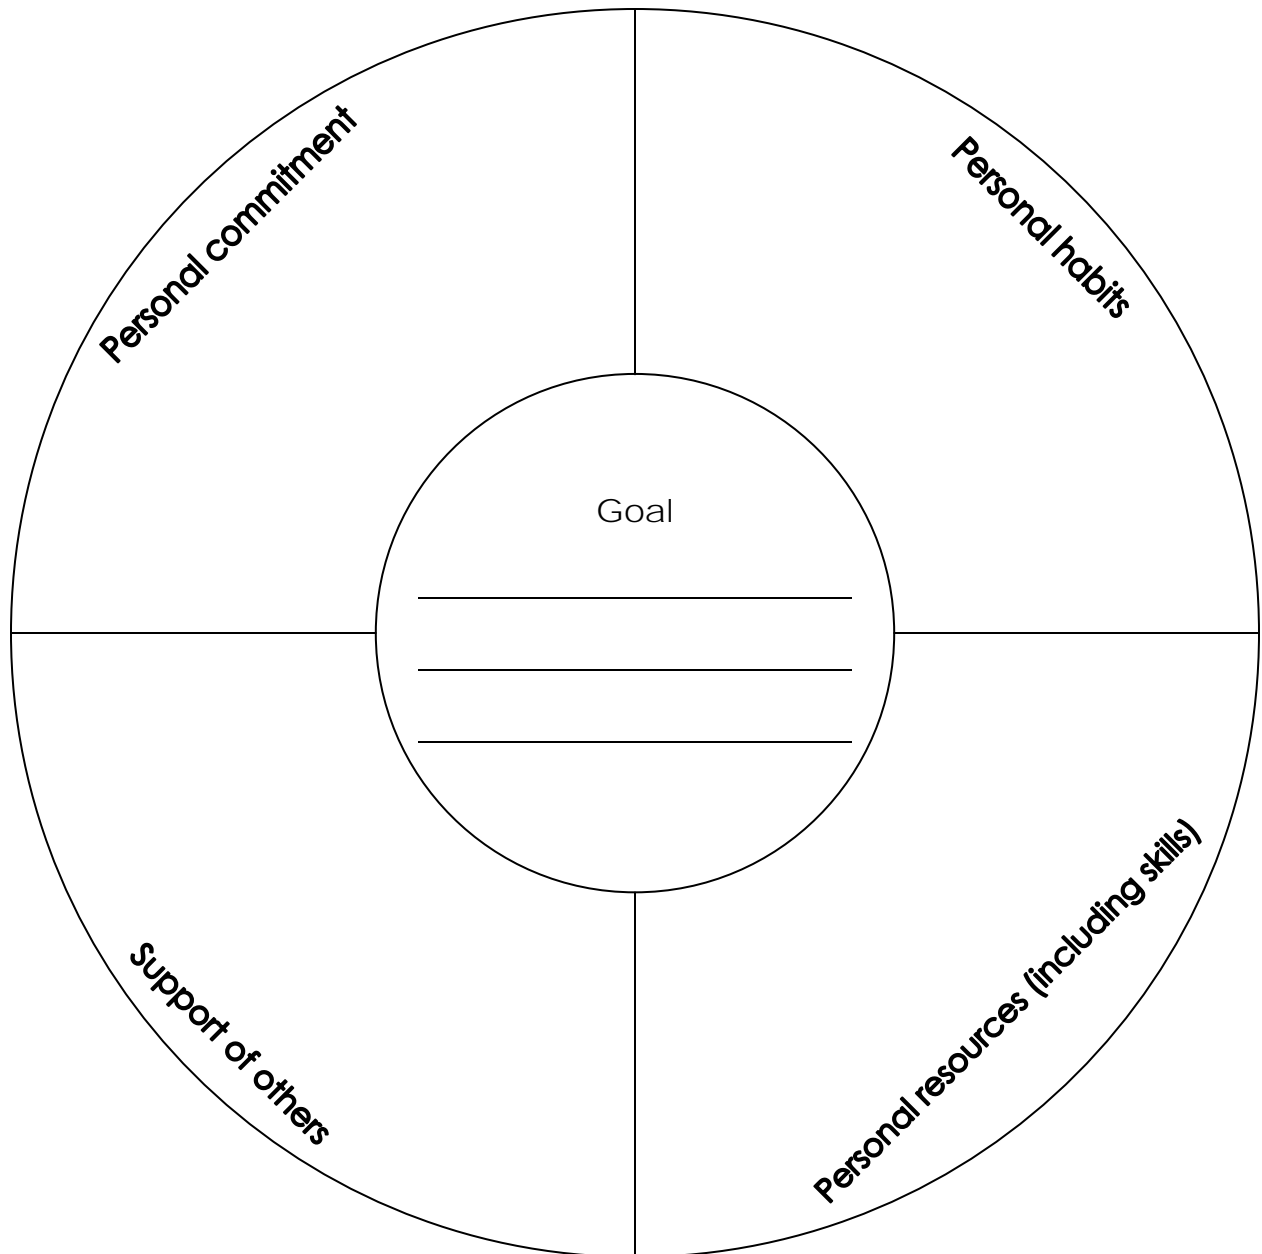 Personal commitment
Personal habits
Goal
Support of others
Personal resources (including skills)